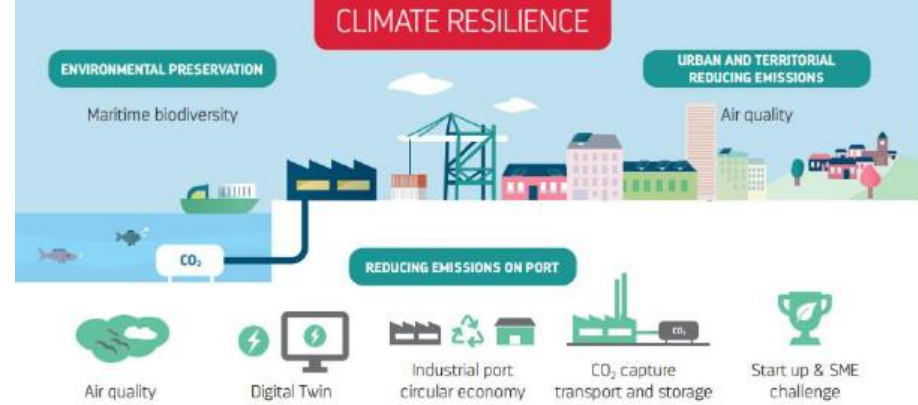 CLIMATE RESILIENCE
ENVIRONMENTAL PRESERVATION
Maritime biodiversity
URBAN AND TERRITORIAL
REDUCING EMISSIONS
Air quality
CO₂
REDUCING EMISSIONS ON PORT
CO₂
Air quality
Digital Twin
Industrial port
circular economy
CO₂ capture
transport and storage
Start up & SME
challenge